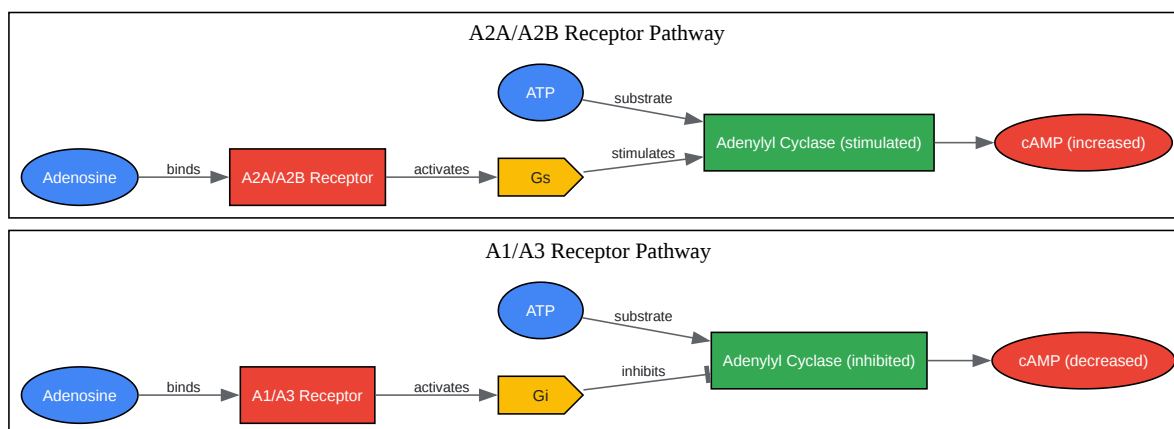 A2A/A2B Receptor Pathway
ATP
substrate
Adenylyl Cyclase (stimulated)
cAMP (increased)
stimulates
Adenosine
binds
A2A/A2B Receptor
activates
Gs
A1/A3 Receptor Pathway
ATP
substrate
Adenylyl Cyclase (inhibited)
cAMP (decreased)
inhibits
Adenosine
binds
A1/A3 Receptor
activates
Gi